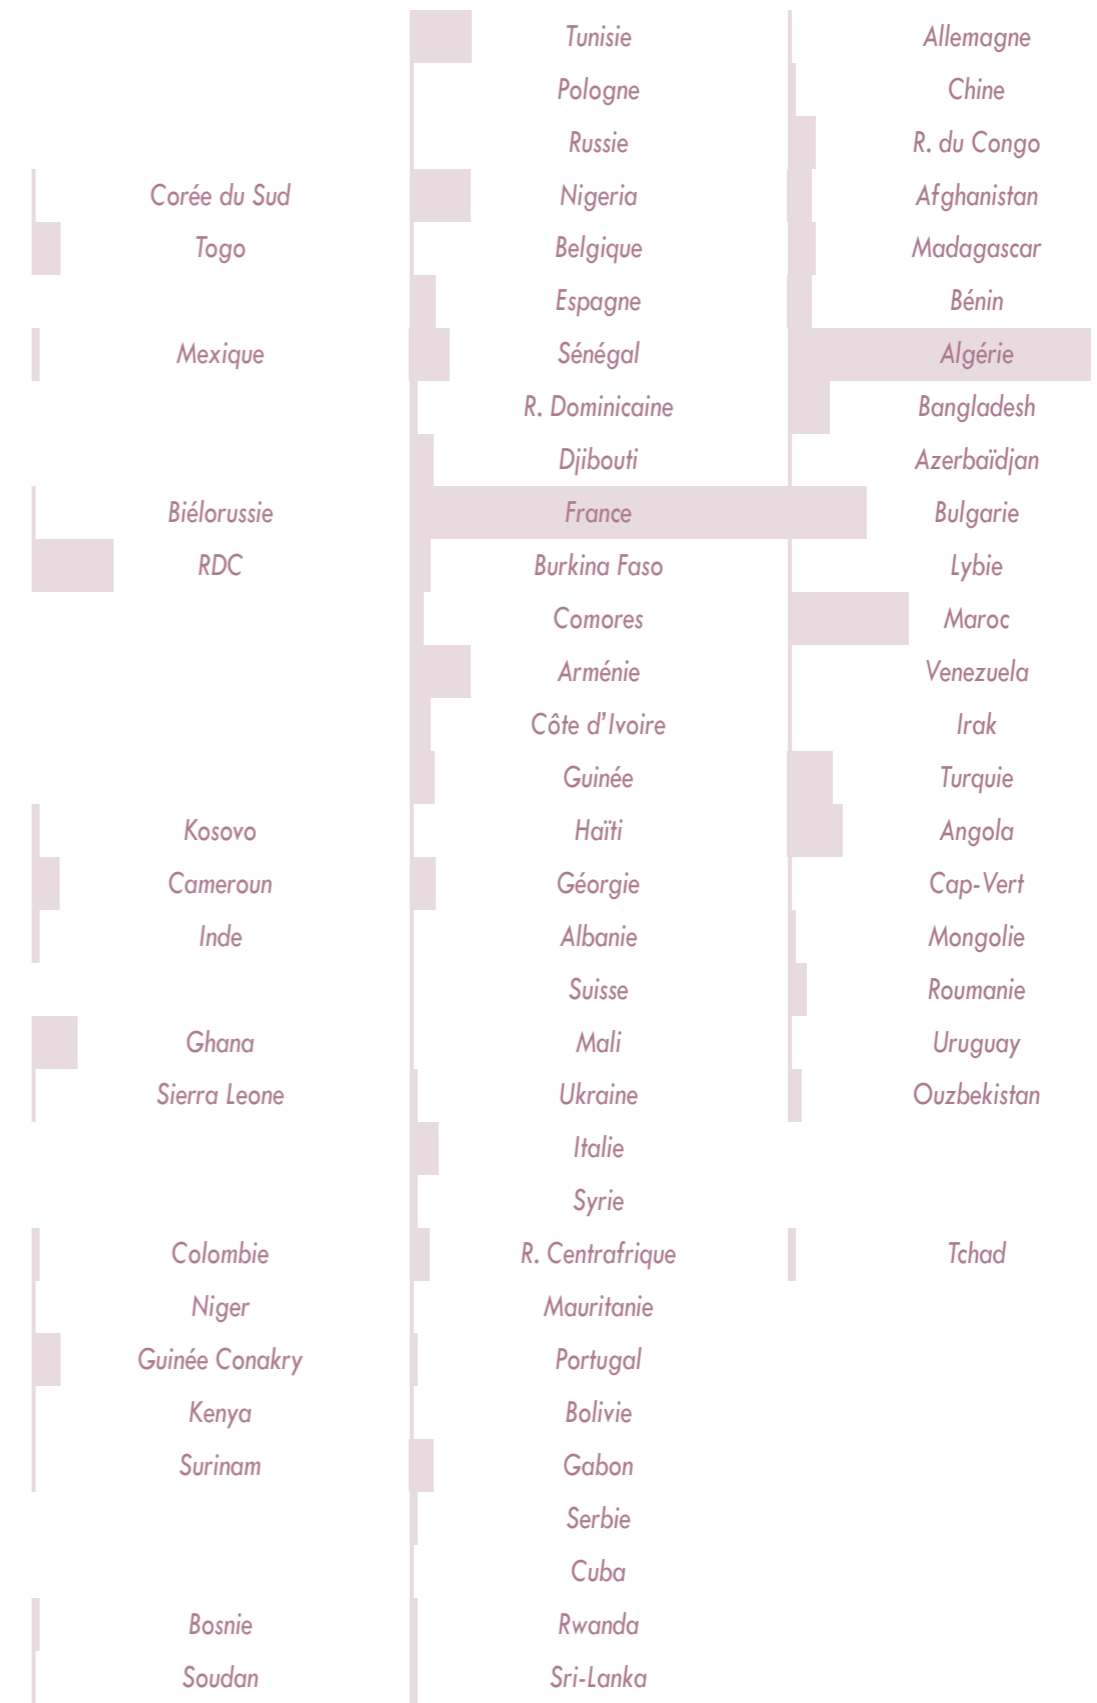 Corée du Sud
Togo
Mexique
Biélorussie
RDC
Kosovo
Cameroun
Inde
Ghana
Sierra Leone
Colombie
Niger
Guinée Conakry
Kenya
Surinam
Bosnie
Soudan
Tunisie
Pologne
Russie
Nigeria
Belgique
Espagne
Sénégal
R. Dominicaine
Djibouti
France
Burkina Faso
Comores
Arménie
Côte d'Ivoire
Guinée
Haïti
Géorgie
Albanie
Suisse
Mali
Ukraine
Italie
Syrie
R. Centrafrique
Mauritanie
Portugal
Bolivie
Gabon
Serbie
Cuba
Rwanda
Sri-Lanka
Allemagne
Chine
R. du Congo
Afghanistan
Madagascar
Bénin
Algérie
Bangladesh
Azerbaïdjan
Bulgarie
Lybie
Maroc
Venezuela
Irak
Turquie
Angola
Cap-Vert
Mongolie
Roumanie
Uruguay
Ouzbekistan
Tchad